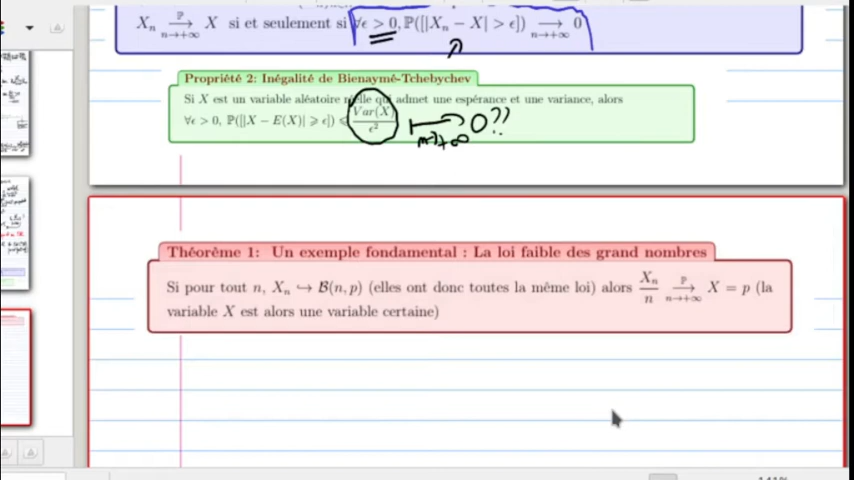 Xₙ ℙ⟶ₙ→+∞ X si et seulement si ∀ϵ > 0, ℙ([|Xₙ − X| > ϵ]) ⟶ₙ→+∞ 0
Propriété 2: Inégalité de Bienaymé-Tchebychev
Si X est un variable aléatoire réelle qui admet une espérance et une variance, alors
∀ϵ > 0, ℙ([|X − E(X)| ⩾ ϵ]) ⩽ Var(X)/ϵ² ⟼ 0??
n→+∞
Théorème 1: Un exemple fondamental : La loi faible des grand nombres
Si pour tout n, Xₙ ↪ ℬ(n, p) (elles ont donc toutes la même loi) alors Xₙ/n ℙ⟶ₙ→+∞ X = p (la
variable X est alors une variable certaine)